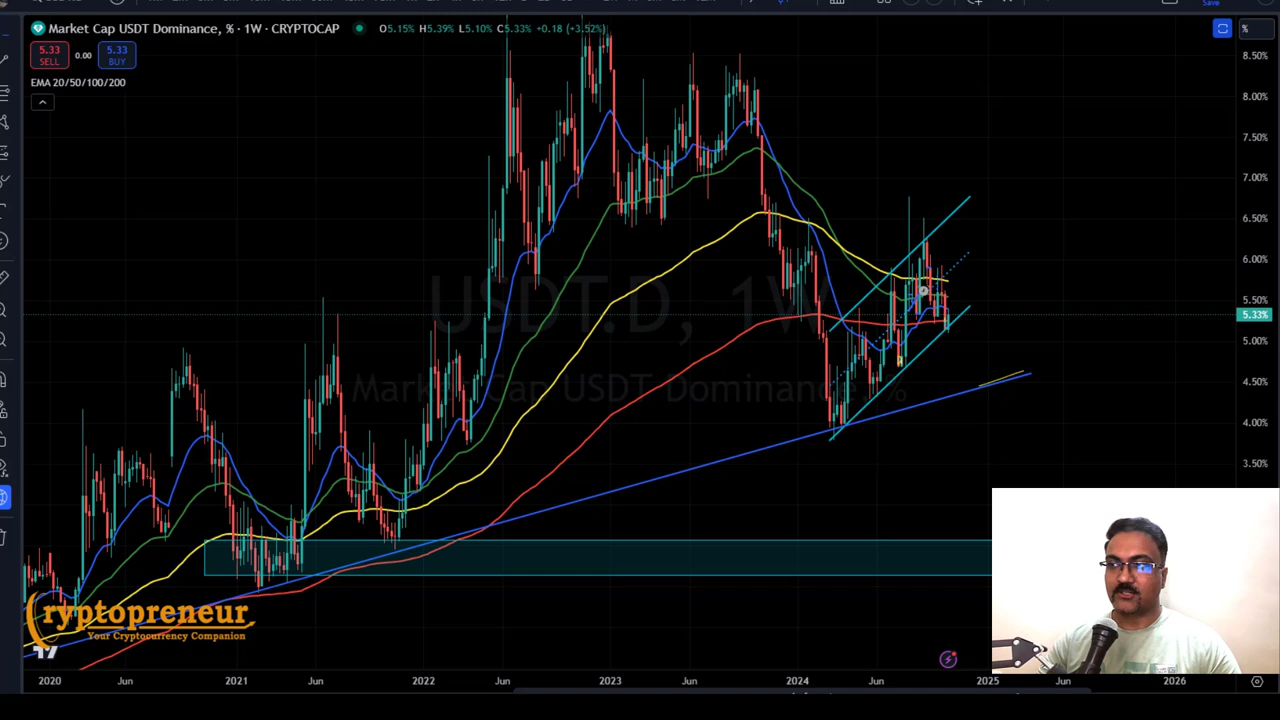 Market Cap USDT Dominance, % · 1W · CRYPTOCAP O5.15% H5.39% L5.10% C5.33% +0.18 (+3.52%)
%
5.33 0.00 5.33
SELL BUY
EMA 20/50/100/200
8.50%
8.00%
7.50%
7.00%
6.50%
6.00%
5.50%
5.33%
5.00%
4.50%
4.00%
3.50%
USDT.D, 1W
Market Cap USDT Dominance, %
Cryptopreneur
Your Cryptocurrency Companion
2020 Jun 2021 Jun 2022 Jun 2023 Jun 2024 Jun 2025 Jun 2026
Save